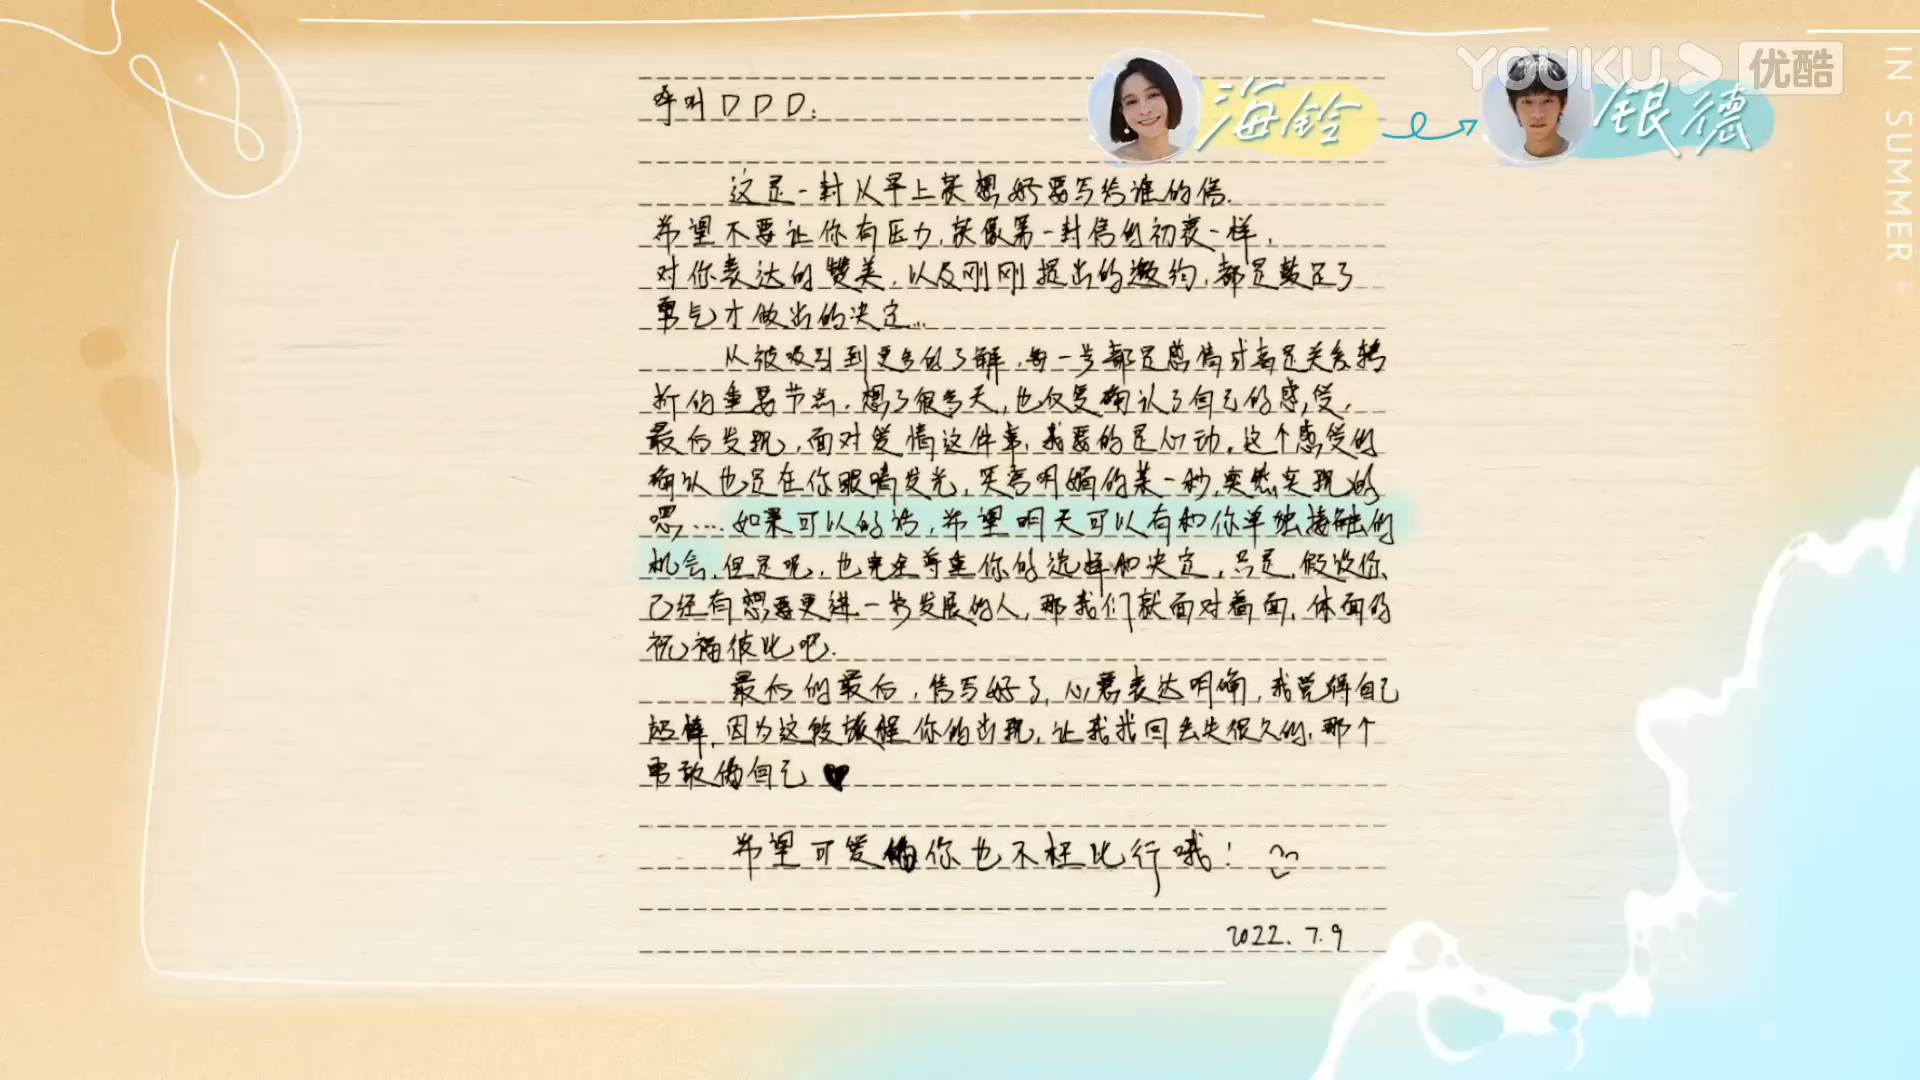 YOUKU 优酷
海铃
银德
IN SUMMER
呼叫DDD:
这是一封从早上就想好要写给谁的信.
希望不要让你有压力,就像第一封信的初衷一样,
对你表达的赞美,以及刚刚提出的邀约,都是鼓足了
勇气才做出的决定...
从被吸引到更多的了解,每一步都是感情或者是关系转
折的重要节点,想了很多天,也反复确认了自己的感受,
最后发现,面对爱情这件事,我要的是心动,这个感受的
确认也是在你眼睛发光,笑容明媚的某一秒,突然实现的
嗯....如果可以的话,希望明天可以有和你单独接触的
机会,但是呢,也完全尊重你的选择和决定,只是,假设你
已经有想要更进一步发展的人,那我们就面对着面,体面的
祝福彼此吧.
最后的最后,信写好了,心意表达明确,我觉得自己
超棒,因为这段旅程你的出现,让我找回丢失很久的,那个
勇敢的自己
希望可爱的你也不枉此行哦!
2022.7.9